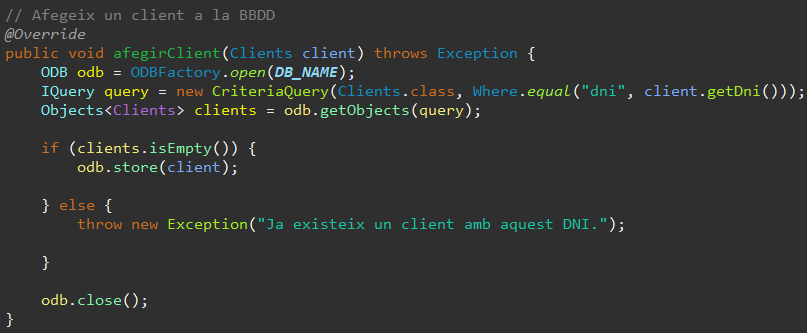 // Afegeix un client a la BBDD
@Override
public void afegirClient(Clients client) throws Exception {
    ODB odb = ODBFactory.open(DB_NAME);
    IQuery query = new CriteriaQuery(Clients.class, Where.equal("dni", client.getDni()));
    Objects<Clients> clients = odb.getObjects(query);

    if (clients.isEmpty()) {
        odb.store(client);

    } else {
        throw new Exception("Ja existeix un client amb aquest DNI.");

    }

    odb.close();
}